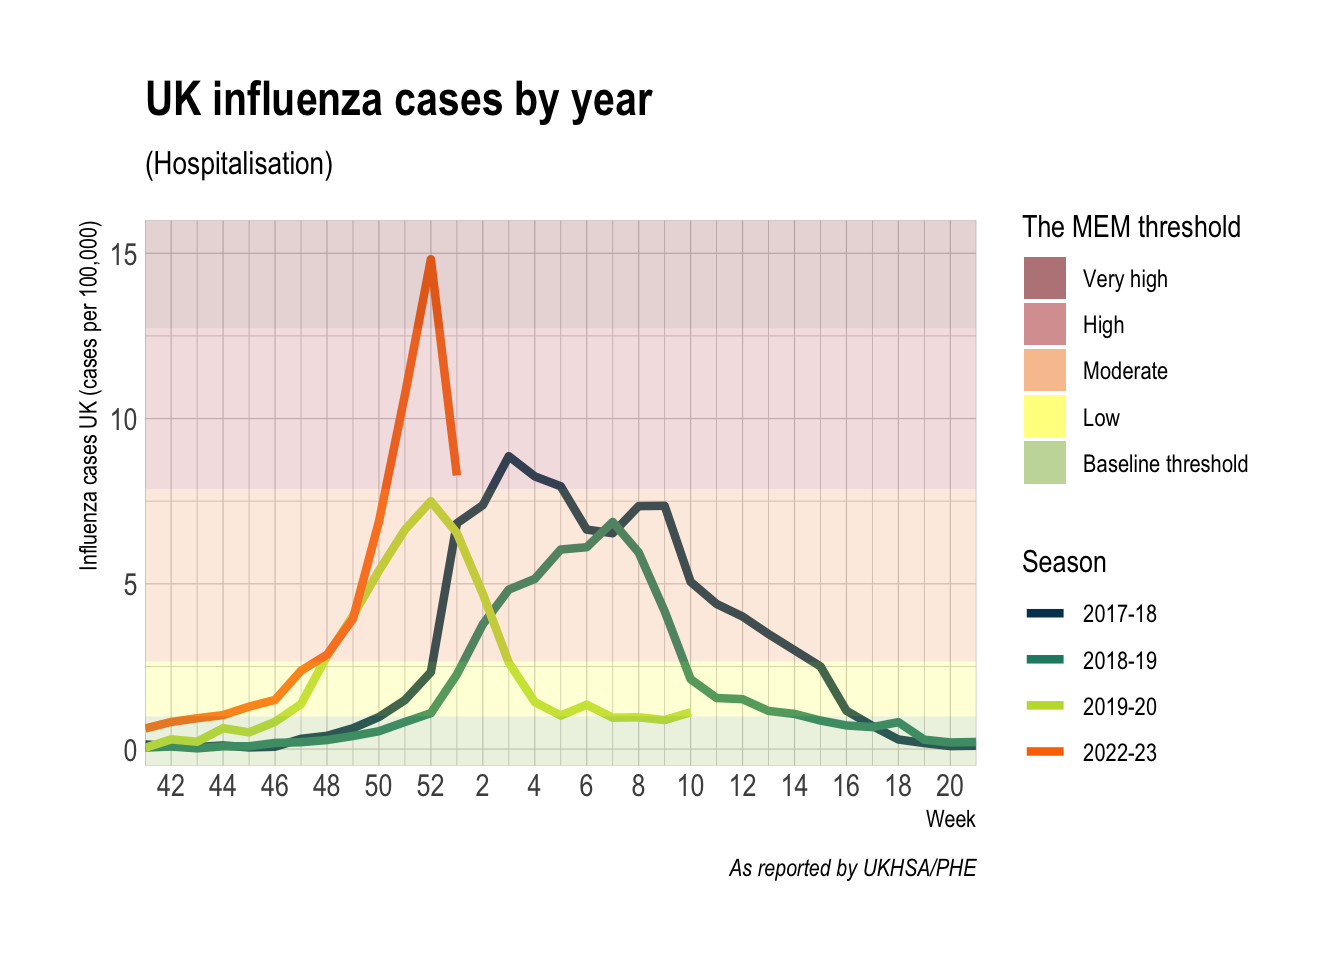 UK influenza cases by year
(Hospitalisation)
Influenza cases UK (cases per 100,000)
15
10
5
0
42 44 46 48 50 52 2 4 6 8 10 12 14 16 18 20
Week
As reported by UKHSA/PHE
The MEM threshold
Very high
High
Moderate
Low
Baseline threshold
Season
2017-18
2018-19
2019-20
2022-23